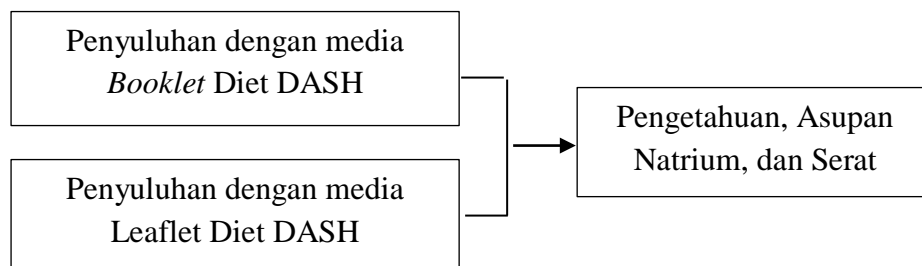 Penyuluhan dengan media
Booklet Diet DASH
Pengetahuan, Asupan
Natrium, dan Serat
Penyuluhan dengan media
Leaflet Diet DASH